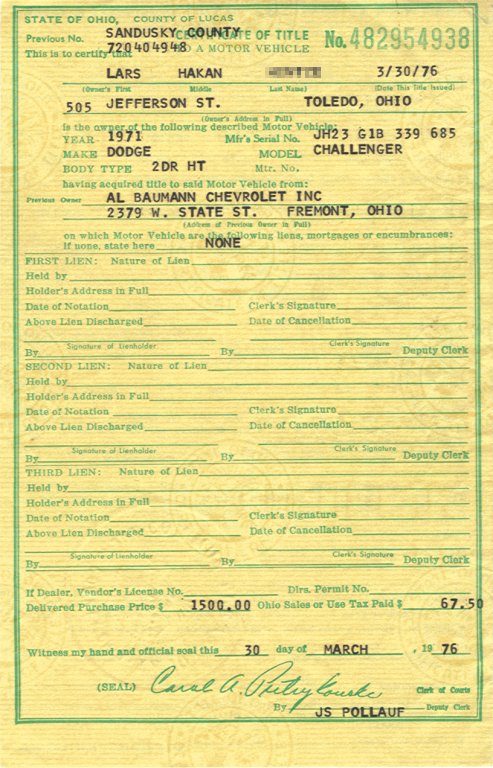 STATE OF OHIO, COUNTY OF LUCAS
SANDUSKY COUNTY CERTIFICATE OF TITLE
Previous No. 720404948 TO A MOTOR VEHICLE No. 482954938
This is to certify that
LARS HAKAN 3/30/76
(Owner's First Middle Last Name) (Date This Title Issued)
505 JEFFERSON ST. TOLEDO, OHIO
(Owner's Address in Full)
is the owner of the following described Motor Vehicle:
YEAR 1971 Mfr's Serial No. JH23 G1B 339 685
MAKE DODGE MODEL CHALLENGER
BODY TYPE 2DR HT Mtr. No.
having acquired title to said Motor Vehicle from:
Previous Owner AL BAUMANN CHEVROLET INC
2379 W. STATE ST. FREMONT, OHIO
(Address of Previous Owner in Full)
on which Motor Vehicle are the following liens, mortgages or encumbrances:
If none, state here NONE
FIRST LIEN: Nature of Lien
Held by
Holder's Address in Full
Date of Notation Clerk's Signature
Above Lien Discharged Date of Cancellation
Signature of Lienholder Clerk's Signature
By By Deputy Clerk
SECOND LIEN: Nature of Lien
Held by
Holder's Address in Full
Date of Notation Clerk's Signature
Above Lien Discharged Date of Cancellation
Signature of Lienholder Clerk's Signature
By By Deputy Clerk
THIRD LIEN: Nature of Lien
Held by
Holder's Address in Full
Date of Notation Clerk's Signature
Above Lien Discharged Date of Cancellation
Signature of Lienholder Clerk's Signature
By By Deputy Clerk
If Dealer, Vendor's License No. Dlrs. Permit No.
Delivered Purchase Price $ 1500.00 Ohio Sales or Use Tax Paid $ 67.50
Witness my hand and official seal this 30 day of MARCH , 19 76
(SEAL) Carol A. Clerk of Courts
By JS POLLAUF Deputy Clerk